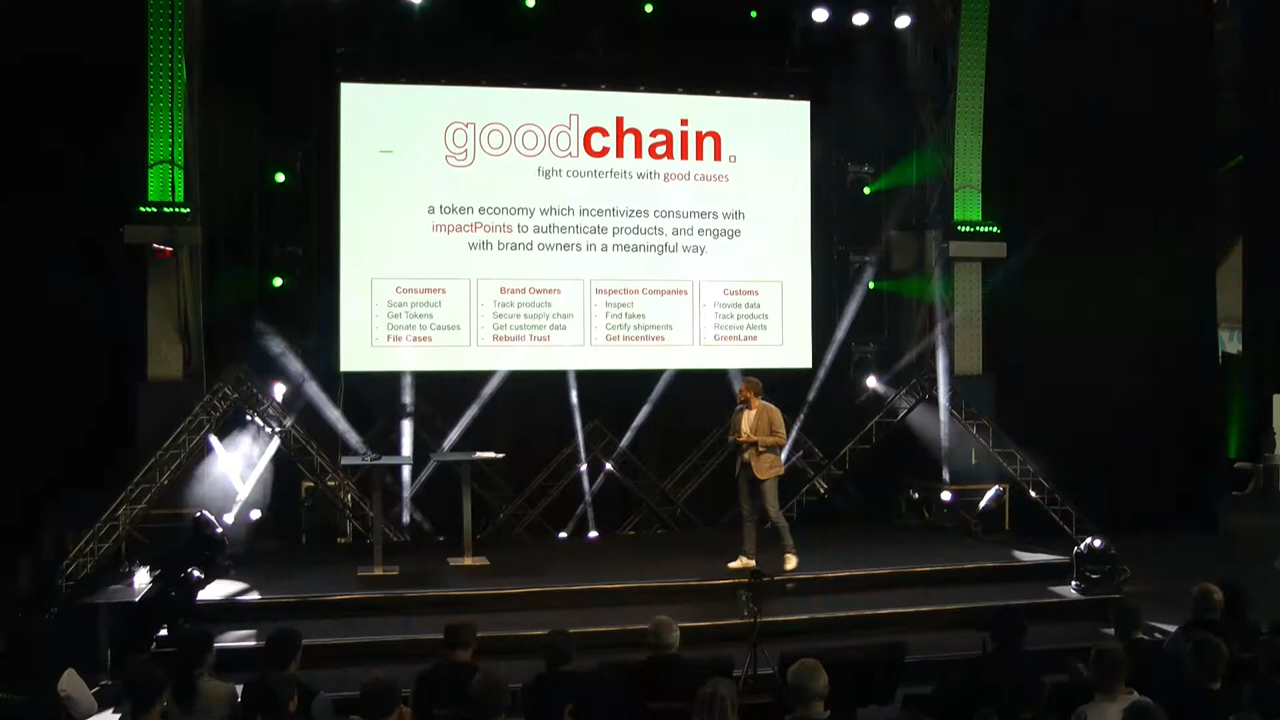 goodchain.
fight counterfeits with good causes
a token economy which incentivizes consumers with
impactPoints to authenticate products, and engage
with brand owners in a meaningful way.
Consumers
- Scan product
- Get Tokens
- Donate to Causes
- File Cases
Brand Owners
- Track products
- Secure supply chain
- Get customer data
- Rebuild Trust
Inspection Companies
- Inspect
- Find fakes
- Certify shipments
- Get incentives
Customs
- Provide data
- Track products
- Receive Alerts
- GreenLane